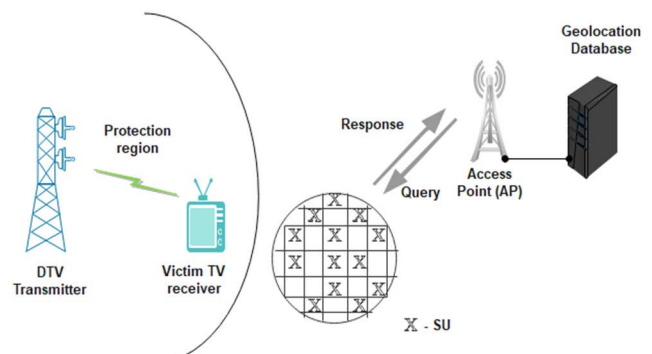 Geolocation
Database
Response
Protection
region
Access
Point (AP)
Query
DTV
Transmitter
Victim TV
receiver
C
C
X
X X
X X X
X X X
X X
X X
X - SU